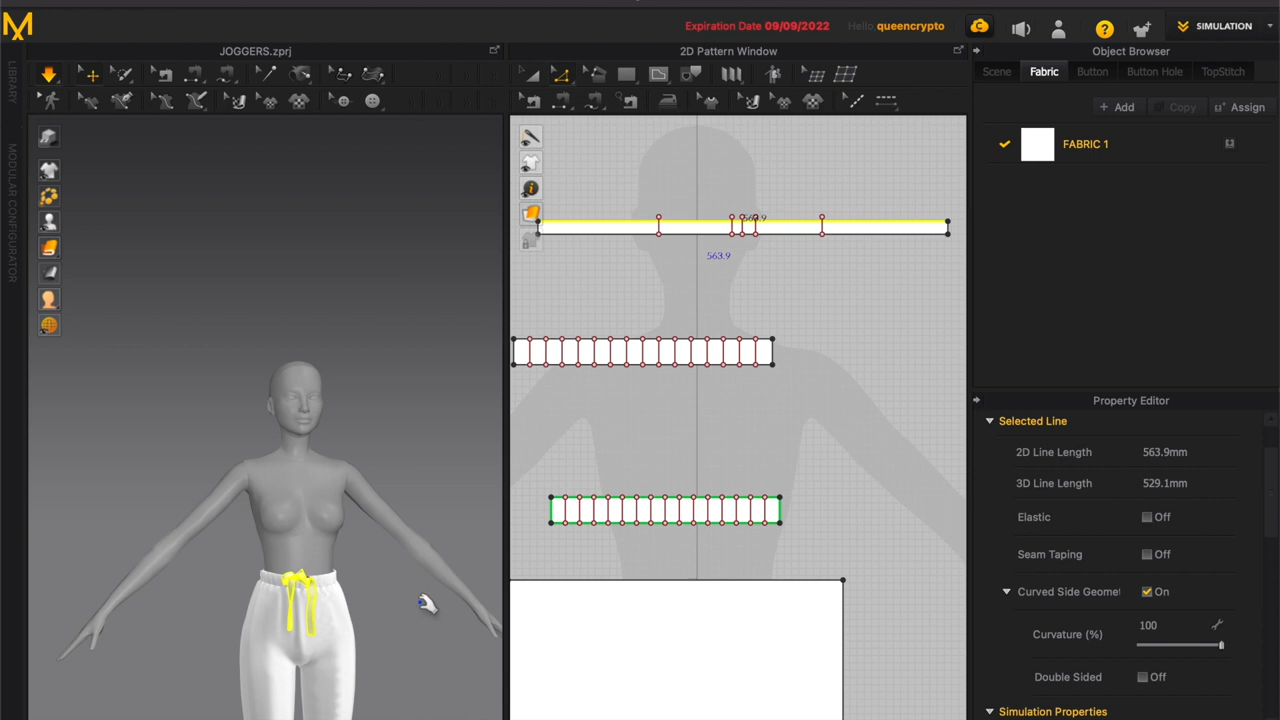 Expiration Date 09/09/2022 Hello, queencrypto
SIMULATION
JOGGERS.zprj
2D Pattern Window
Object Browser
LIBRARY
MODULAR CONFIGURATOR
Scene Fabric Button Button Hole TopStitch
+ Add Copy Assign
FABRIC 1
563.9
Property Editor
Selected Line
2D Line Length 563.9mm
3D Line Length 529.1mm
Elastic Off
Seam Taping Off
Curved Side Geomet On
Curvature (%) 100
Double Sided Off
Simulation Properties